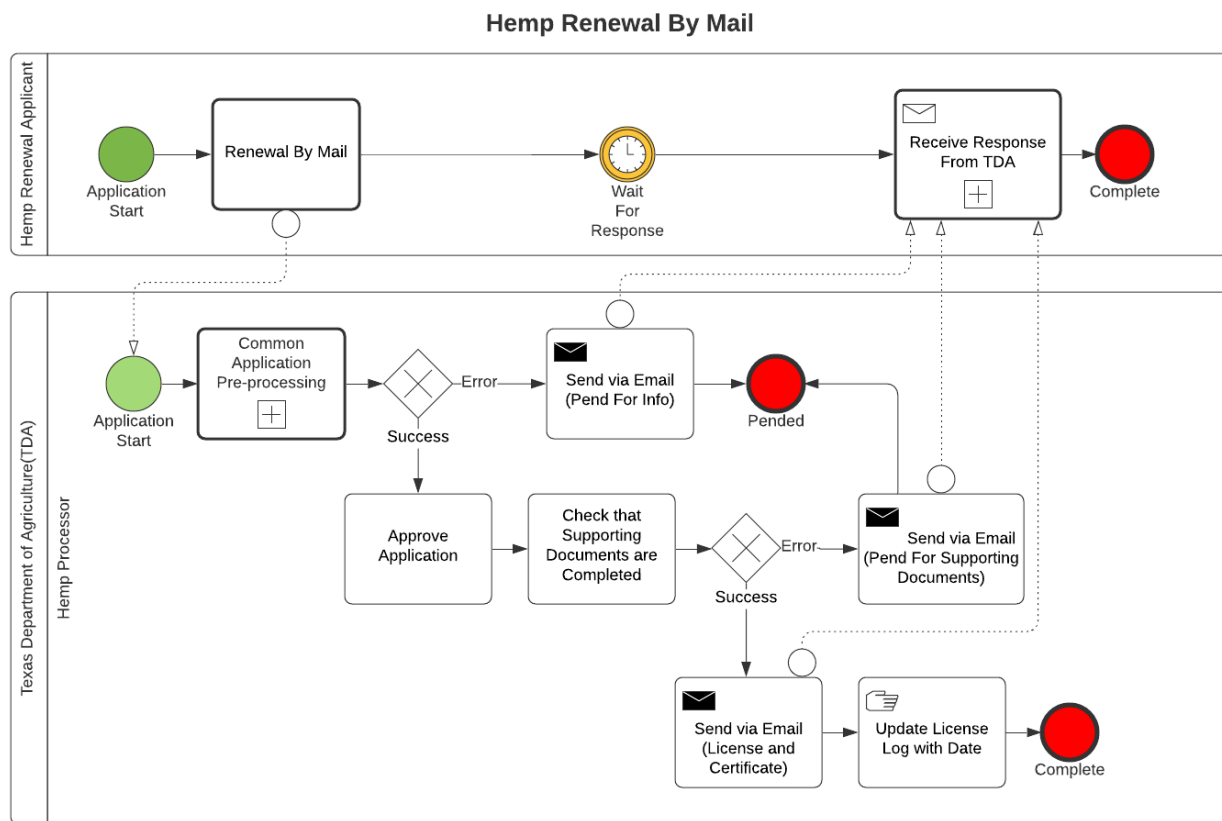 Hemp Renewal By Mail
Hemp Renewal Applicant
Application
Start
Renewal By Mail
Wait
For
Response
Receive Response
From TDA
Complete
Texas Department of Agriculture(TDA)
Hemp Processor
Application
Start
Common
Application
Pre-processing
Error
Success
Send via Email
(Pend For Info)
Pended
Approve
Application
Check that
Supporting
Documents are
Completed
Error
Success
Send via Email
(Pend For Supporting
Documents)
Send via Email
(License and
Certificate)
Update License
Log with Date
Complete